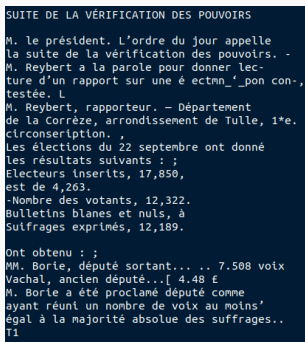 SUITE DE LA VÉRIFICATION DES POUVOIRS
M. le président. L’ordre du jour appelle
la suite de la vérification des pouvoirs. -
M. Reybert a la parole pour donner lec-
ture d’un rapport sur une é ectmn_‘_pon con-,
testée. L
M. Reybert, rapporteur. — Département
de la Corrèze, arrondissement de Tulle, 1*e.
circonseription. ,
Les élections du 22 septembre ont donné
les résultats suivants : ;
Electeurs inserits, 17,850,
est de 4,263.
-Nombre des votants, 12,322.
Bulletins blanes et nuls, à
Suifrages exprimés, 12,189.
Ont obtenu : ;
MM. Borie, député sortant... .. 7.508 voix
Vachal, ancien député...[ 4.48 £
M. Borie a été proclamé député comme
ayant réuni un nombre de voix au moins’
égal à la majorité absolue des suffrages..
T1